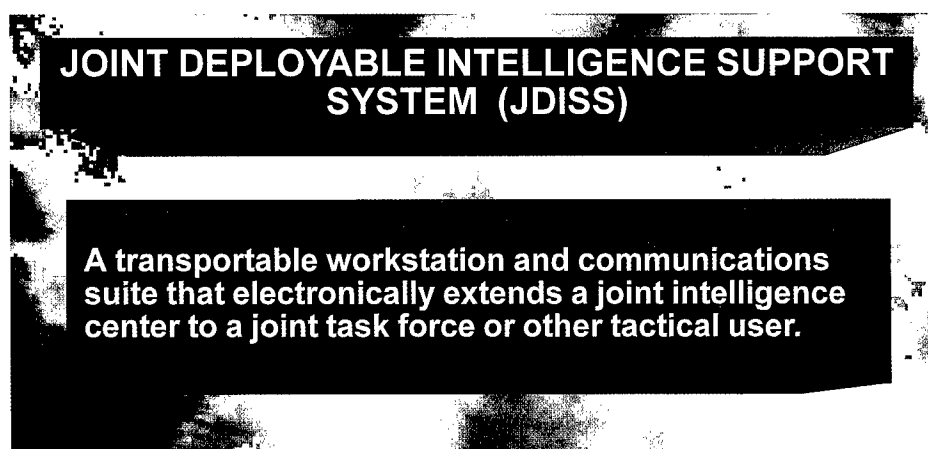 JOINT DEPLOYABLE INTELLIGENCE SUPPORT
SYSTEM (JDISS)
A transportable workstation and communications
suite that electronically extends a joint intelligence
center to a joint task force or other tactical user.